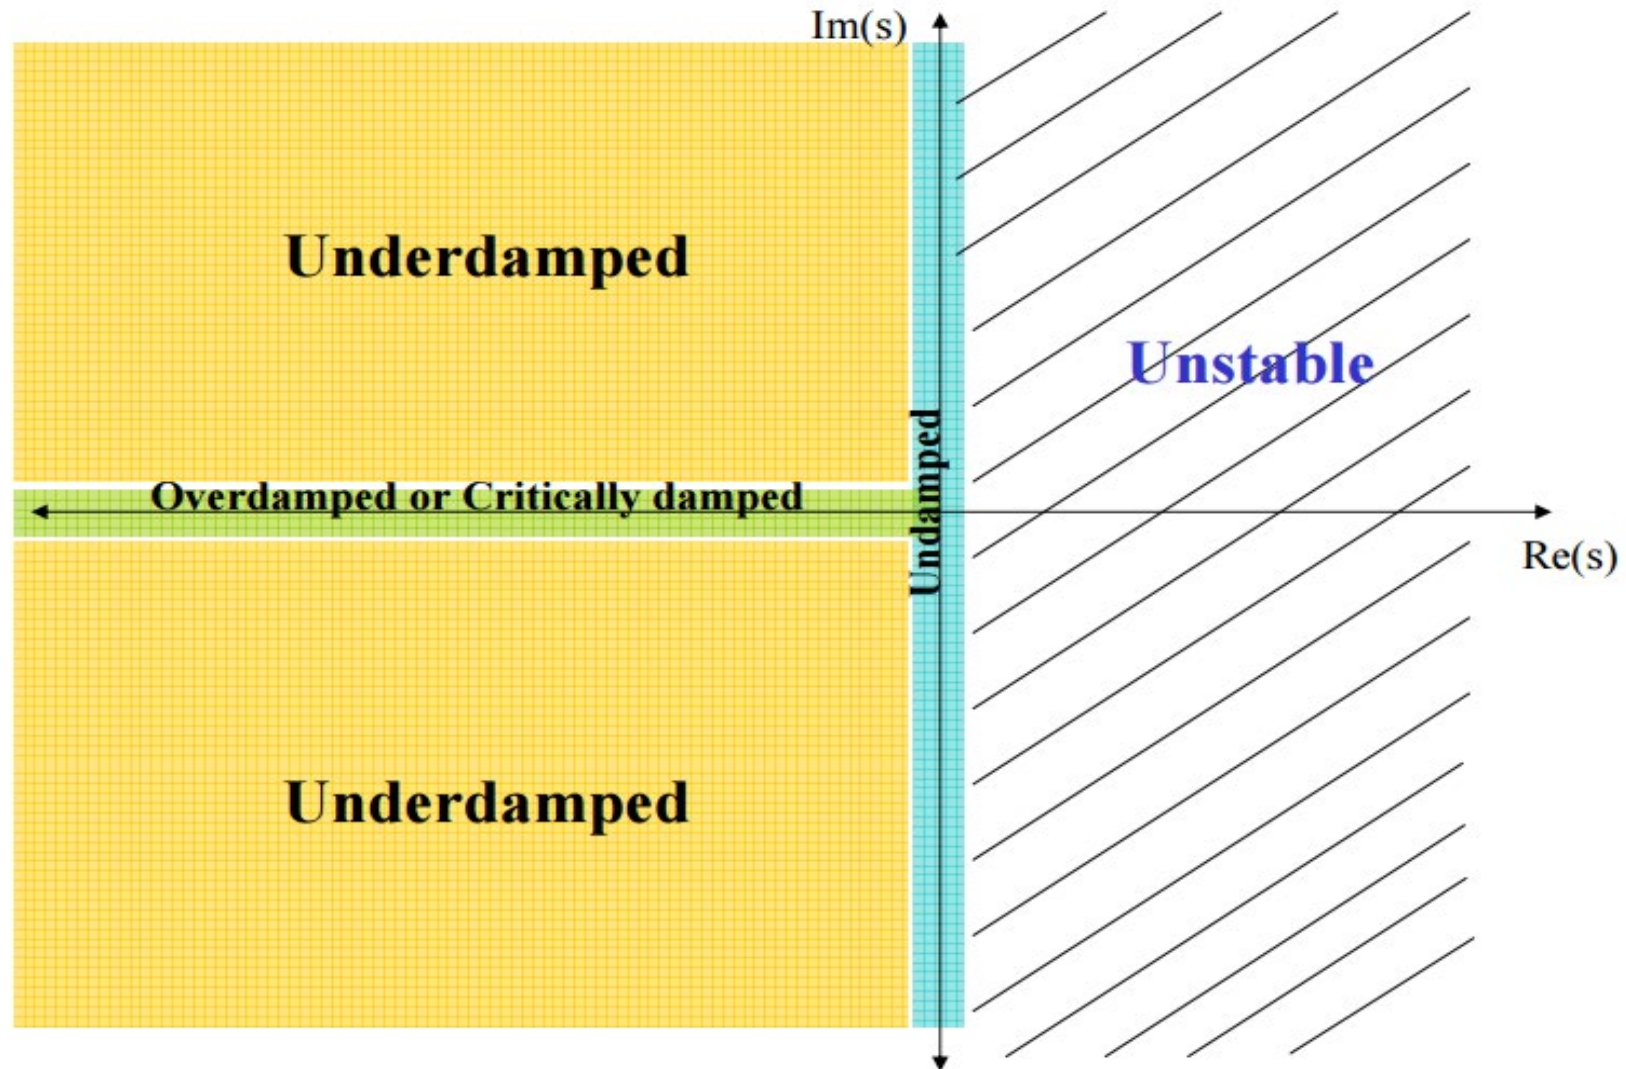 Im(s)
Underdamped
Unstable
Undamped
Overdamped or Critically damped
Re(s)
Underdamped